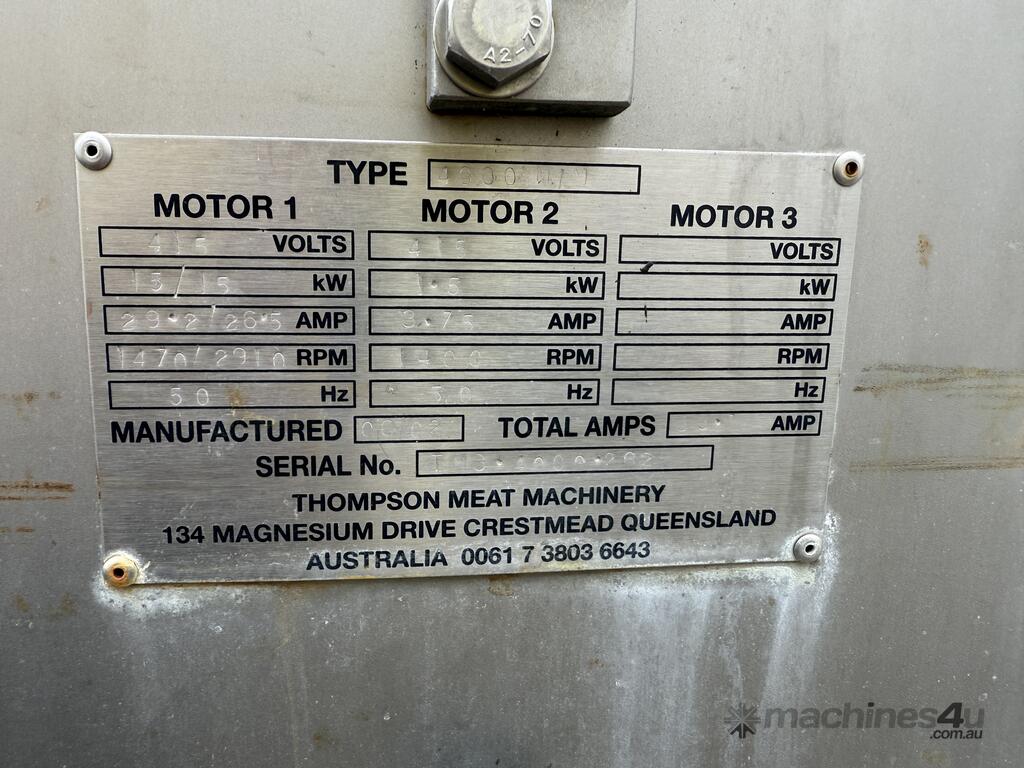 A2-70
TYPE
MOTOR 1 MOTOR 2 MOTOR 3
415 VOLTS 415 VOLTS VOLTS
15/15 kW 1.5 kW kW
29.2/26.5 AMP 3.75 AMP AMP
1470/2910 RPM 1400 RPM RPM
50 Hz 50 Hz Hz
MANUFACTURED TOTAL AMPS AMP
SERIAL No.
THOMPSON MEAT MACHINERY
134 MAGNESIUM DRIVE CRESTMEAD QUEENSLAND
AUSTRALIA 0061 7 3803 6643
machines4u
.com.au